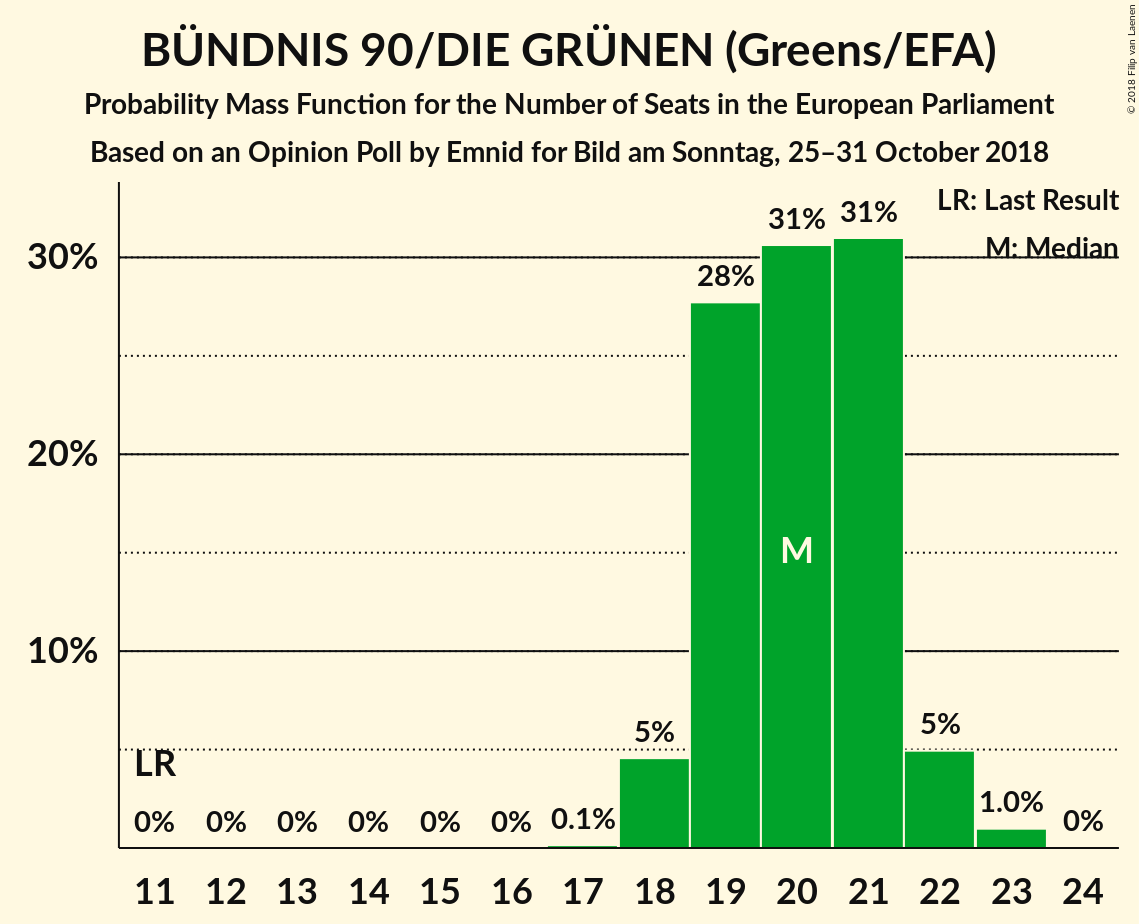 BÜNDNIS 90/DIE GRÜNEN (Greens/EFA)
Probability Mass Function for the Number of Seats in the European Parliament
Based on an Opinion Poll by Emnid for Bild am Sonntag, 25–31 October 2018
© 2018 Filip van Laenen
LR: Last Result
M: Median
30%
20%
10%
31%
31%
28%
M
5%
5%
LR
0%
0%
0%
0%
0%
0%
0.1%
1.0%
0%
11 12 13 14 15 16 17 18 19 20 21 22 23 24